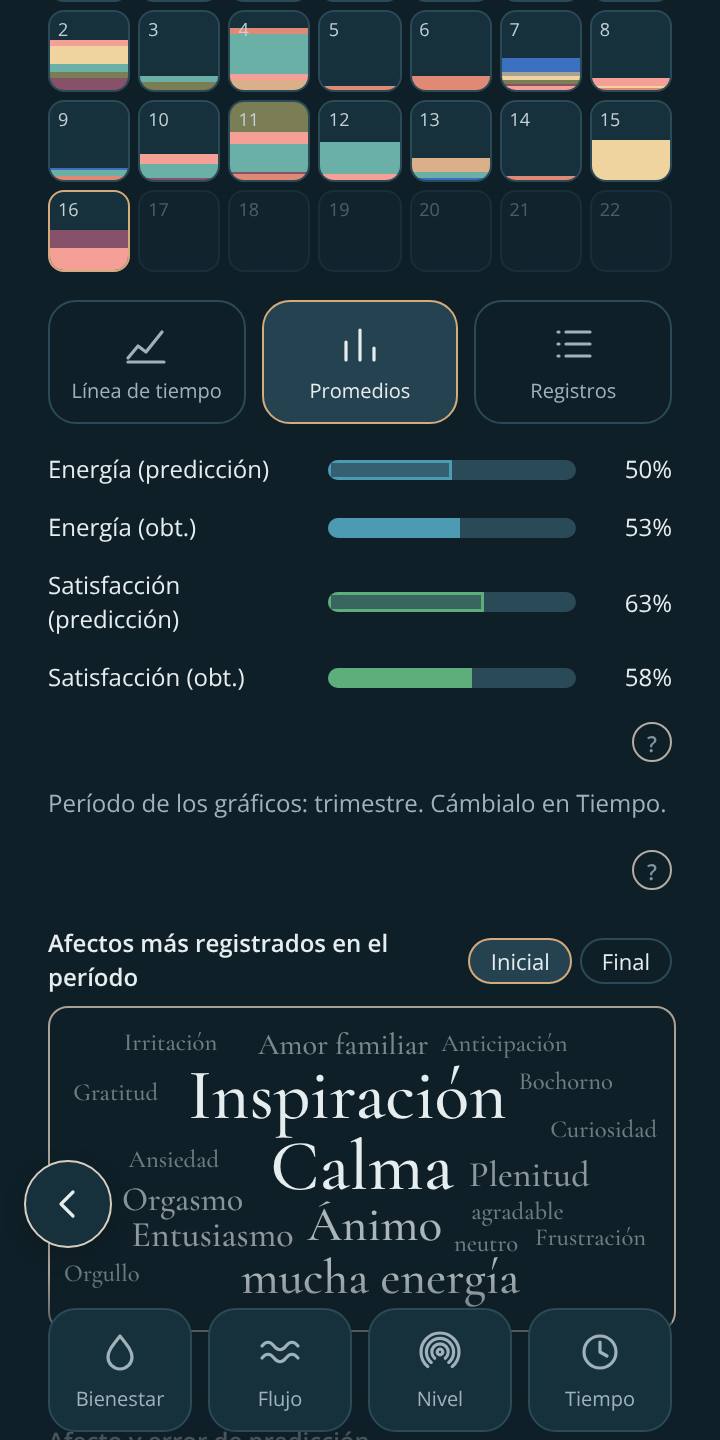 2 3 4 5 6 7 8
9 10 11 12 13 14 15
16 17 18 19 20 21 22
Línea de tiempo
Promedios
Registros
Energía (predicción) 50%
Energía (obt.) 53%
Satisfacción
(predicción) 63%
Satisfacción (obt.) 58%
?
Período de los gráficos: trimestre. Cámbialo en Tiempo.
?
Afectos más registrados en el
período
Inicial
Final
Irritación
Amor familiar
Anticipación
Gratitud
Inspiración
Bochorno
Curiosidad
Ansiedad
Calma
Plenitud
Orgasmo
Ánimo
agradable
Entusiasmo
neutro
Frustración
Orgullo
mucha energía
Bienestar
Flujo
Nivel
Tiempo
Afecto y error de predicción